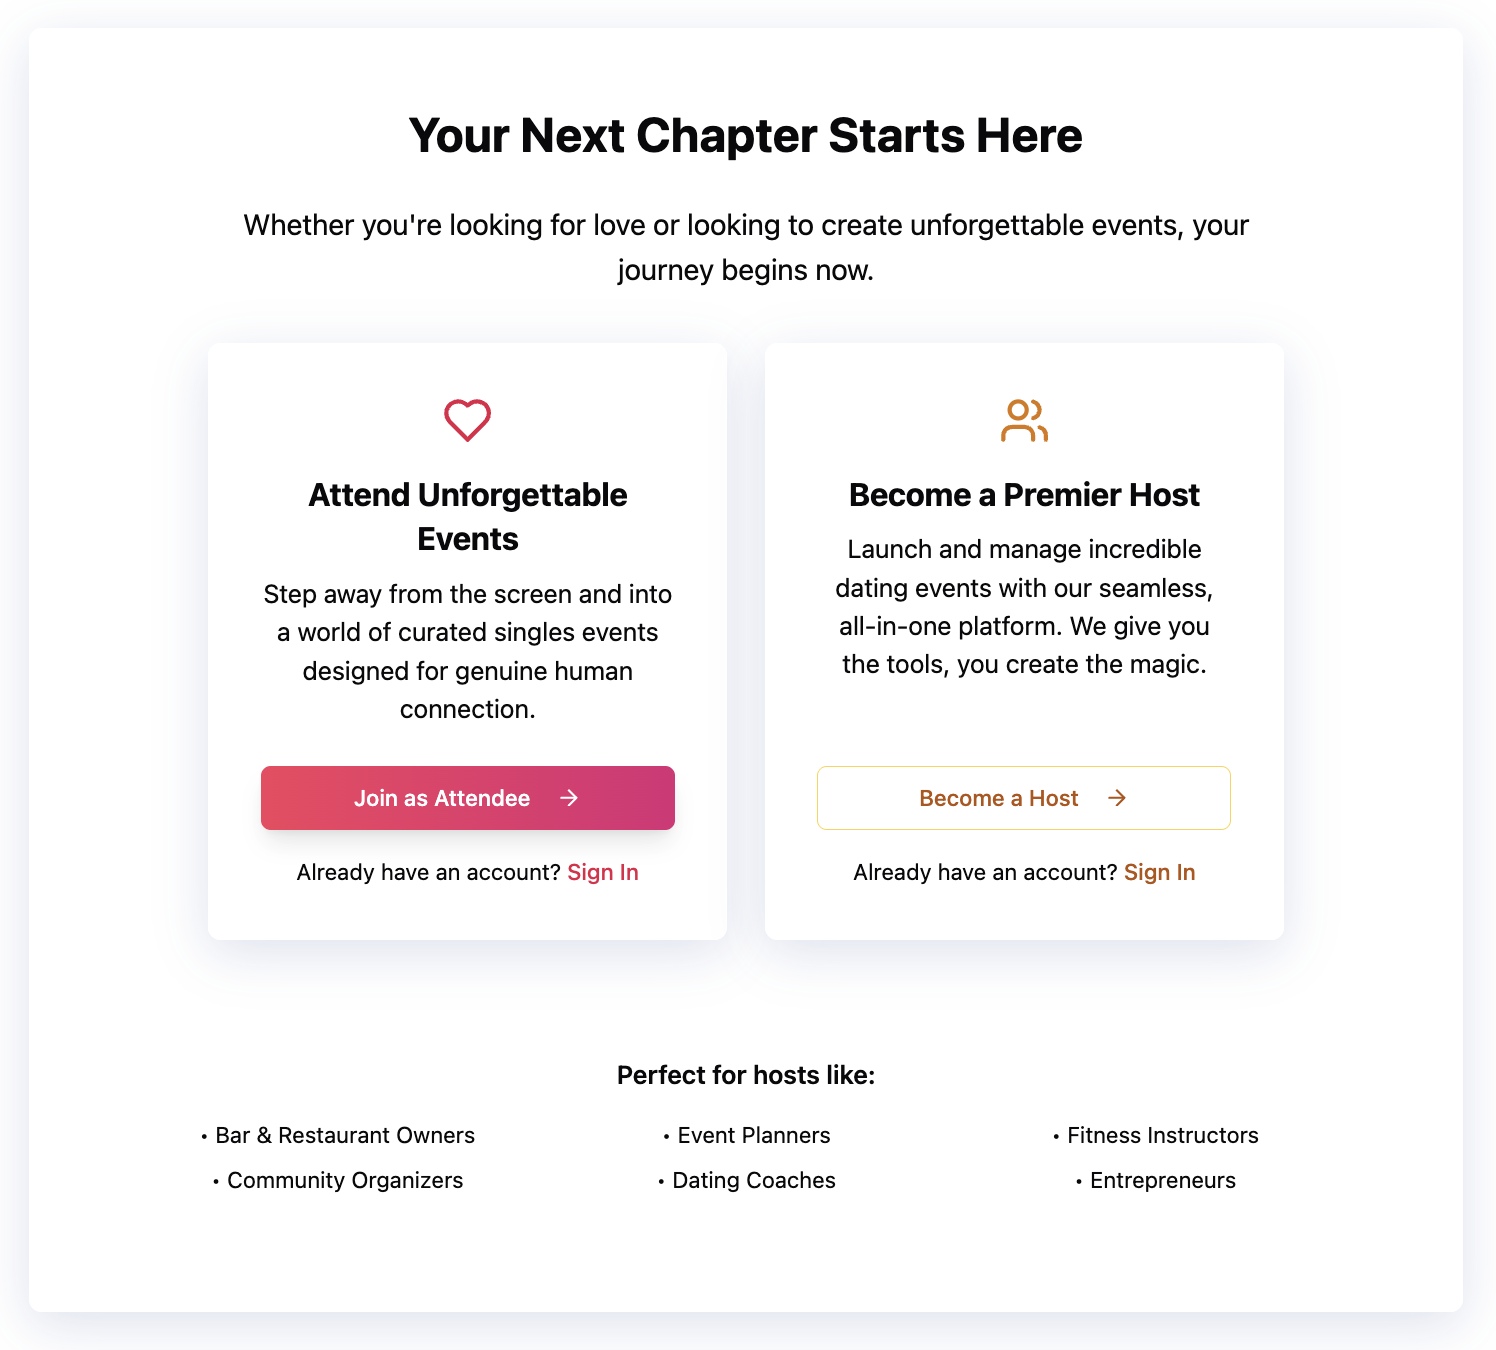 Your Next Chapter Starts Here
Whether you're looking for love or looking to create unforgettable events, your
journey begins now.
Attend Unforgettable
Events
Step away from the screen and into
a world of curated singles events
designed for genuine human
connection.
Join as Attendee →
Already have an account? Sign In
Become a Premier Host
Launch and manage incredible
dating events with our seamless,
all-in-one platform. We give you
the tools, you create the magic.
Become a Host →
Already have an account? Sign In
Perfect for hosts like:
• Bar & Restaurant Owners
• Event Planners
• Fitness Instructors
• Community Organizers
• Dating Coaches
• Entrepreneurs